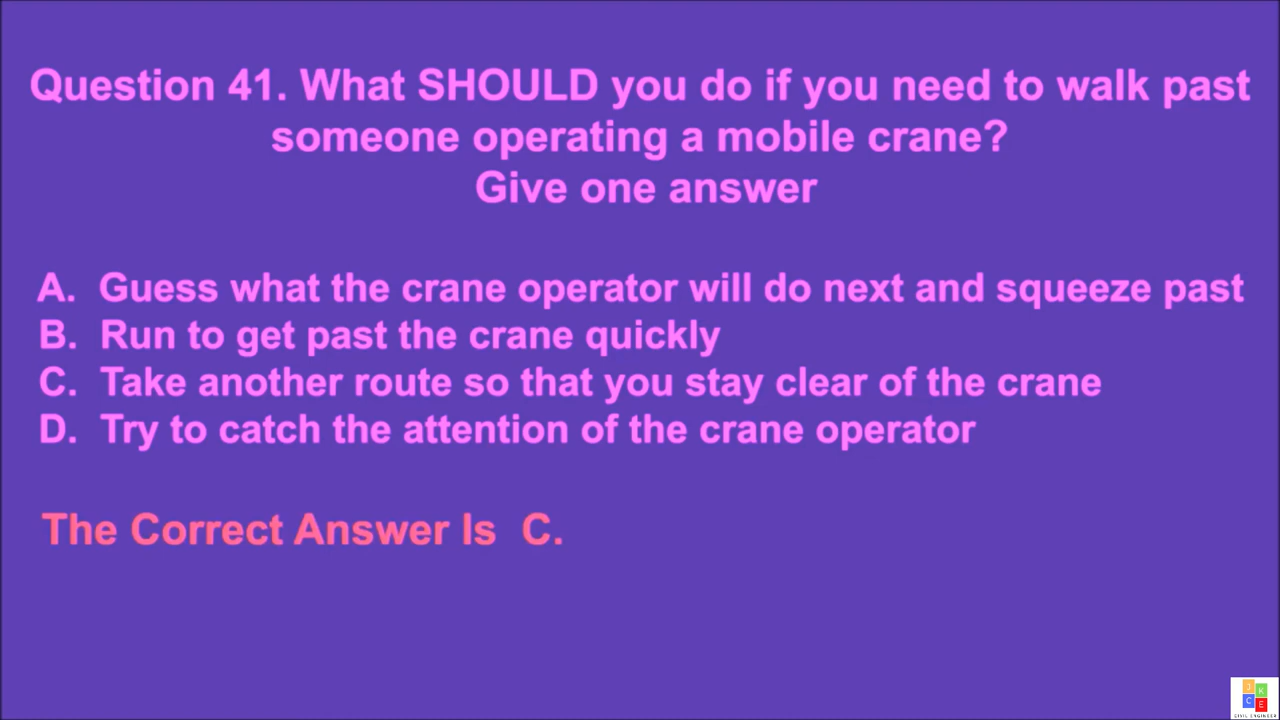 Question 41. What SHOULD you do if you need to walk past
someone operating a mobile crane?
Give one answer
A. Guess what the crane operator will do next and squeeze past
B. Run to get past the crane quickly
C. Take another route so that you stay clear of the crane
D. Try to catch the attention of the crane operator
The Correct Answer Is C.
J K
C E
CIVIL ENGINEER